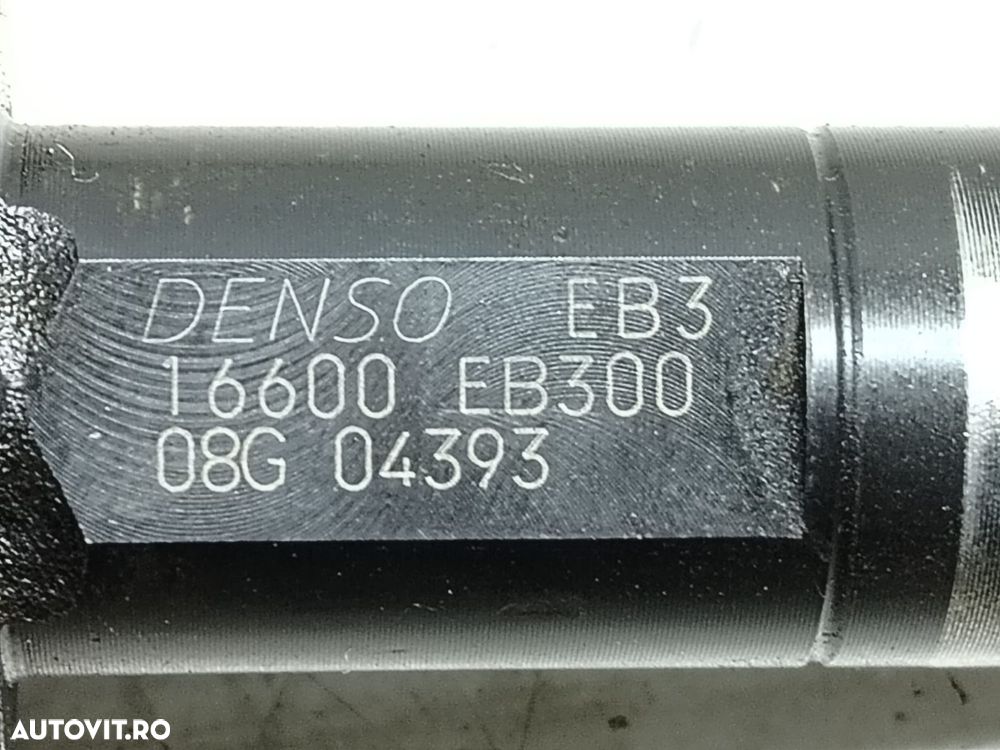 DENSO EB3
16600 EB300
08G 04393
AUTOVIT.RO